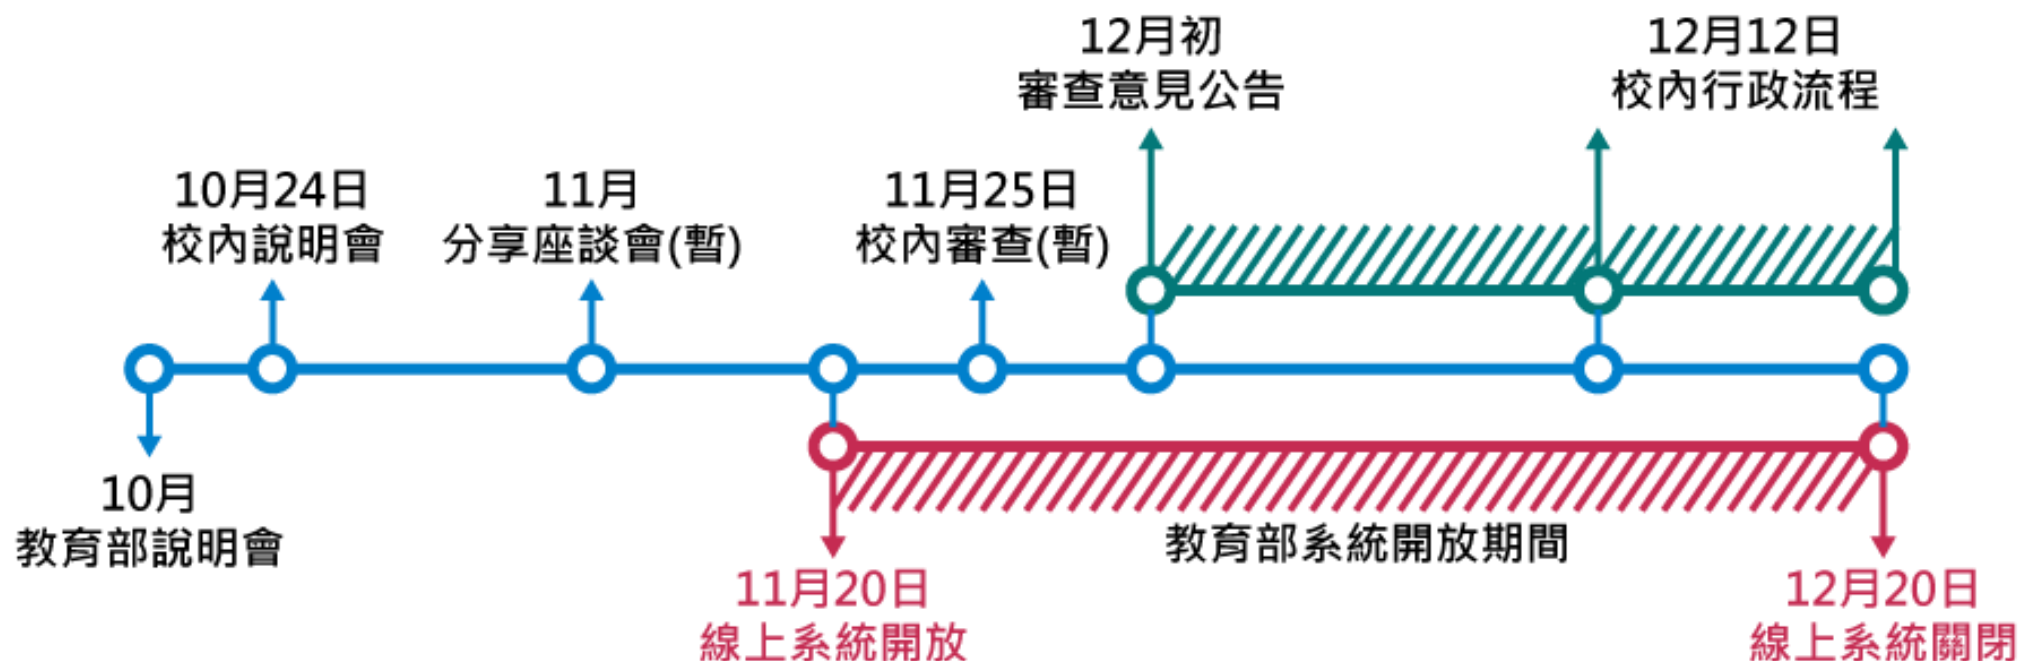 12月初
審查意見公告
12月12日
校內行政流程
10月24日
校內說明會
11月
分享座談會(暫)
11月25日
校內審查(暫)
10月
教育部說明會
教育部系統開放期間
11月20日
線上系統開放
12月20日
線上系統關閉